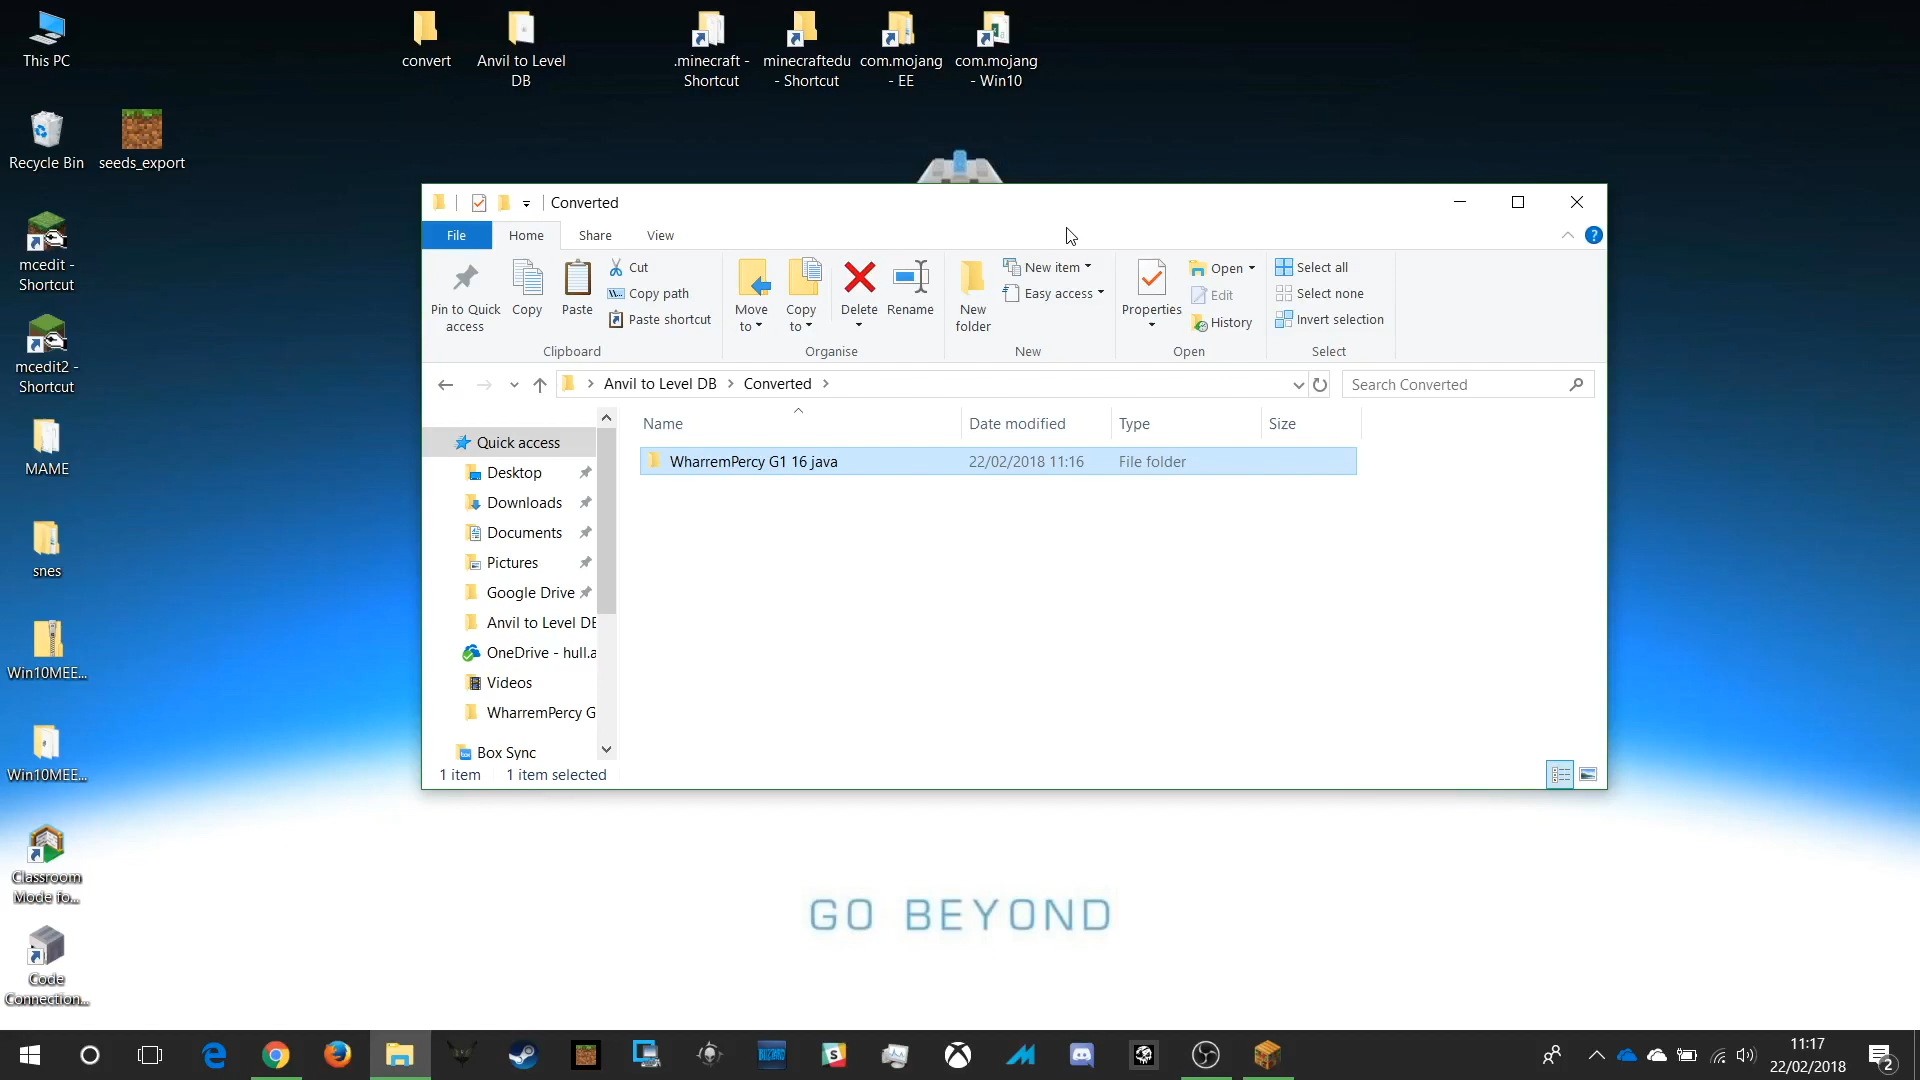 This PC
convert
Anvil to Level
DB
.minecraft -
Shortcut
minecraftedu
- Shortcut
com.mojang
- EE
com.mojang
- Win10
Recycle Bin
seeds_export
mcedit -
Shortcut
mcedit2 -
Shortcut
MAME
snes
Win10MEE...
Win10MEE...
Classroom
Mode fo...
Code
Connection...
Converted
File
Home
Share
View
Pin to Quick
access
Copy
Paste
Cut
Copy path
Paste shortcut
Clipboard
Move
to
Copy
to
Delete
Rename
Organise
New
folder
New item
Easy access
New
Properties
Open
Edit
History
Open
Select all
Select none
Invert selection
Select
Anvil to Level DB
Converted
Search Converted
Name
Date modified
Type
Size
WharremPercy G1 16 java
22/02/2018 11:16
File folder
Quick access
Desktop
Downloads
Documents
Pictures
Google Drive
Anvil to Level DB
OneDrive - hull.a
Videos
WharremPercy G
Box Sync
1 item
1 item selected
GO BEYOND
BLIZZARD
11:17
22/02/2018
2